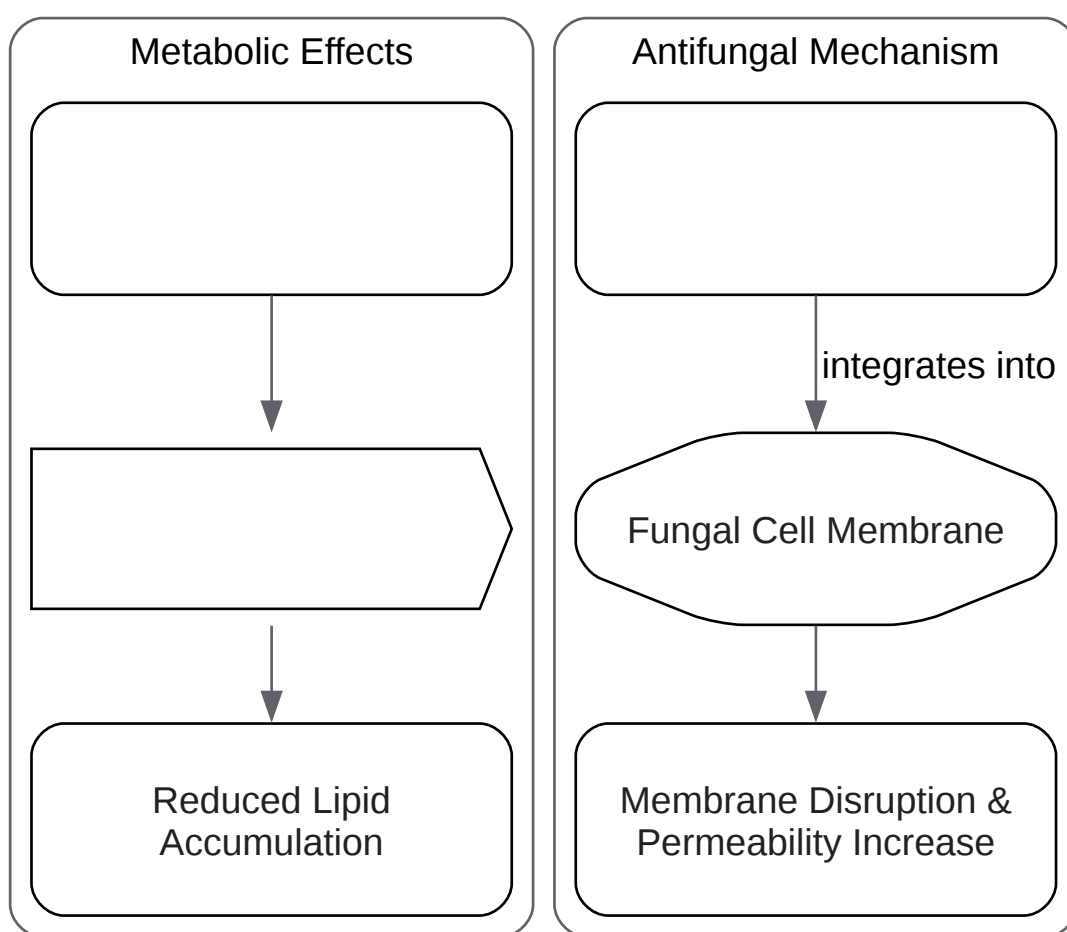 Metabolic Effects
Reduced Lipid
Accumulation
Antifungal Mechanism
integrates into
Fungal Cell Membrane
Membrane Disruption &
Permeability Increase